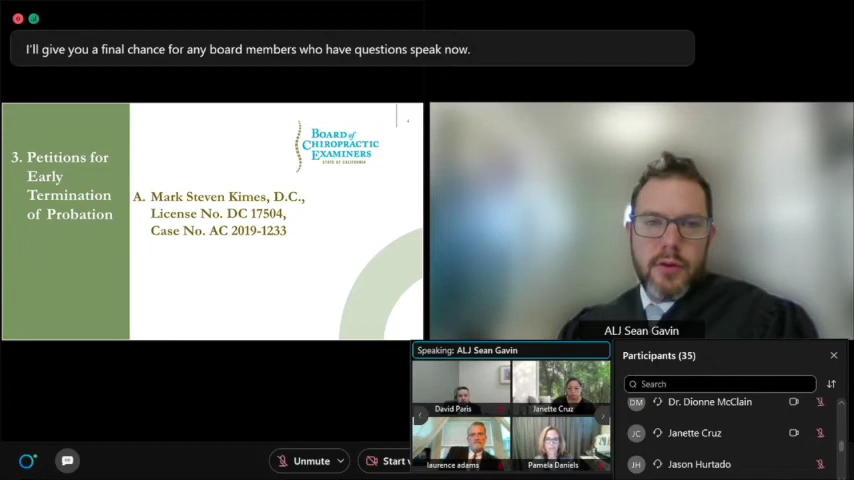 I'll give you a final chance for any board members who have questions speak now.
3. Petitions for
Early
Termination
of Probation
BOARD of
CHIROPRACTIC
EXAMINERS
STATE OF CALIFORNIA
A. Mark Steven Kimes, D.C.,
License No. DC 17504,
Case No. AC 2019-1233
ALJ Sean Gavin
Speaking: ALJ Sean Gavin
David Paris
Janette Cruz
laurence adams
Pamela Daniels
Participants (35)
Search
DM Dr. Dionne McClain
JC Janette Cruz
JH Jason Hurtado
Unmute
Start